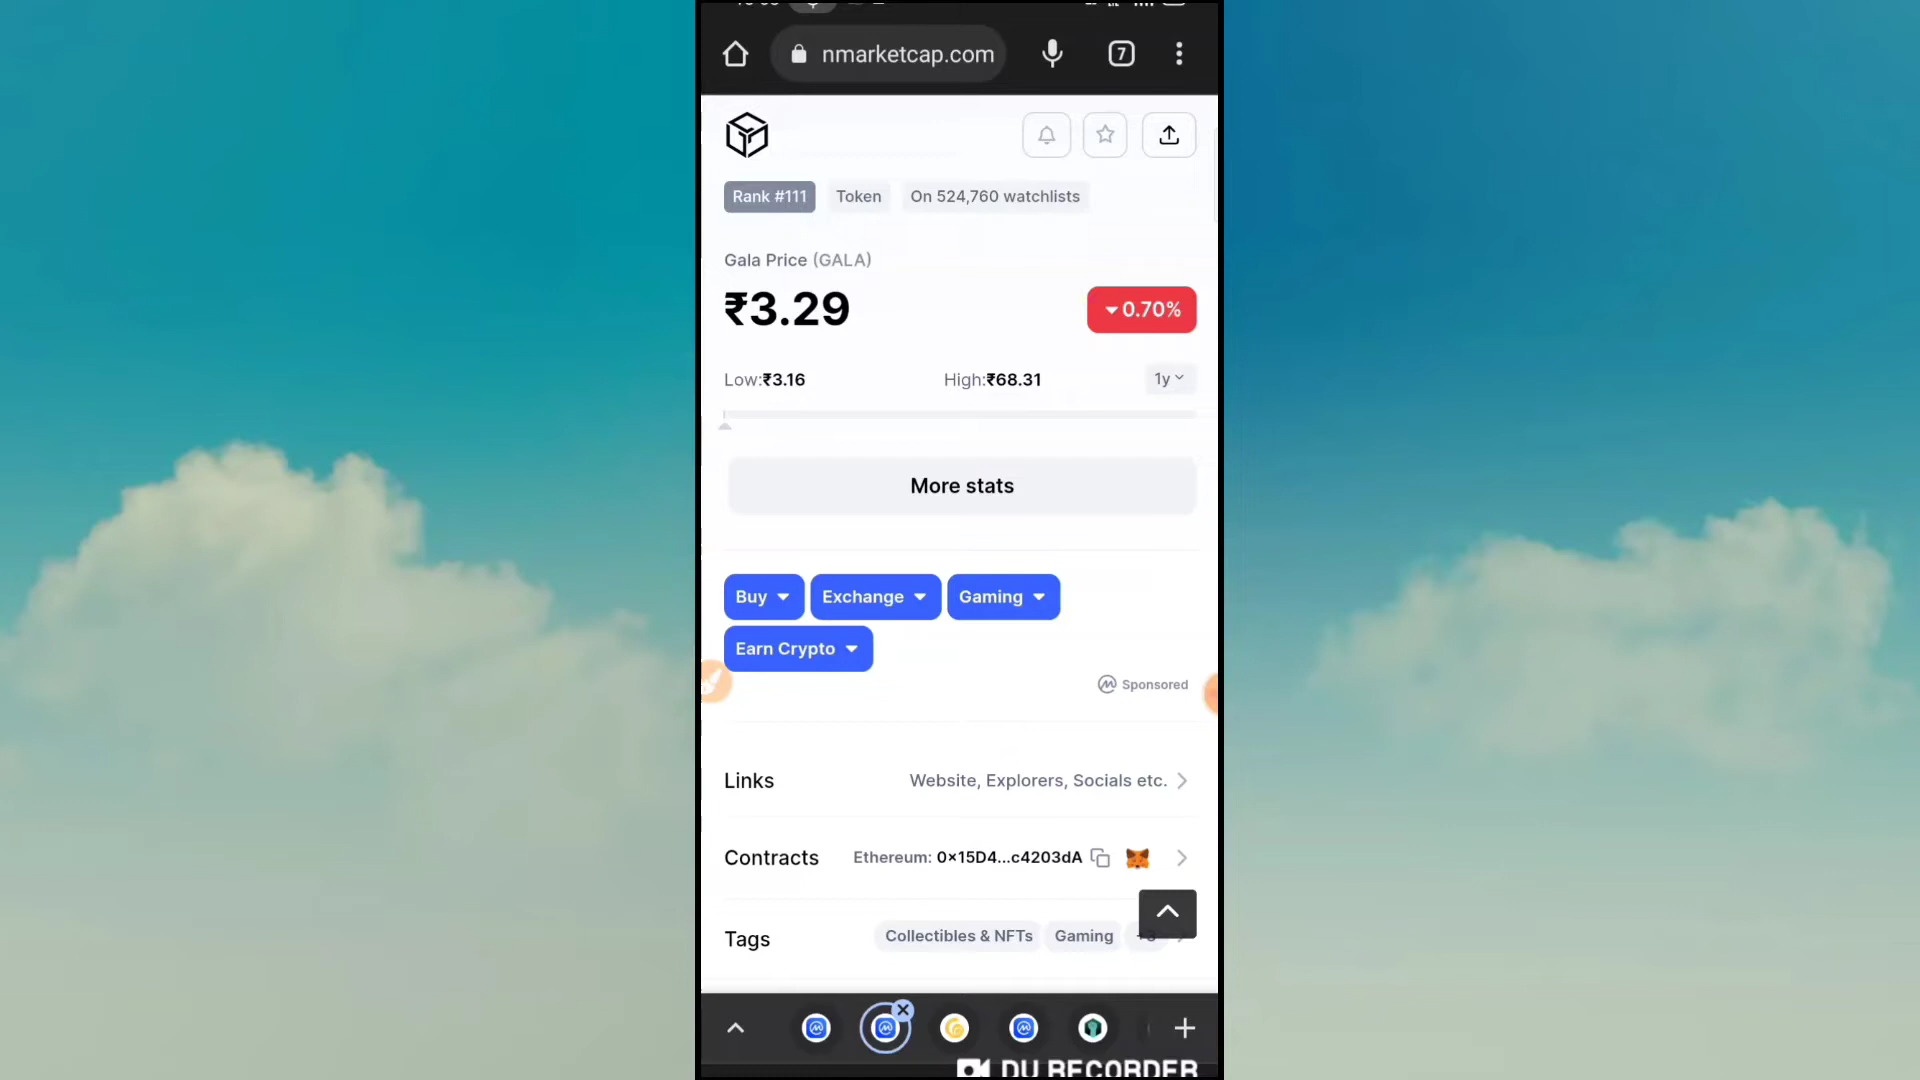 nmarketcap.com
7
Rank #111 Token On 524,760 watchlists
Gala Price (GALA)
₹3.29
0.70%
Low:₹3.16 High:₹68.31 1y
More stats
Buy Exchange Gaming
Earn Crypto
Sponsored
Links Website, Explorers, Socials etc.
Contracts Ethereum: 0x15D4...c4203dA
Tags Collectibles & NFTs Gaming
DU RECORDER